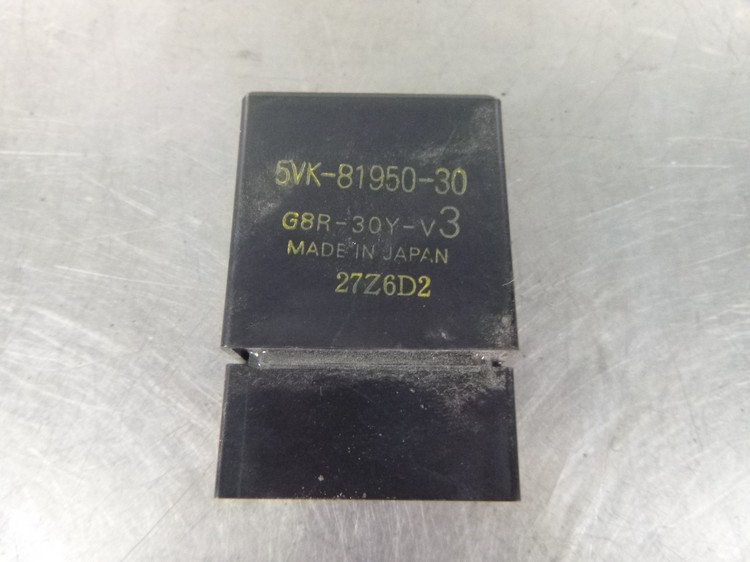 5VK-81950-30
G8R-30Y-V3
MADE IN JAPAN
27Z6D2